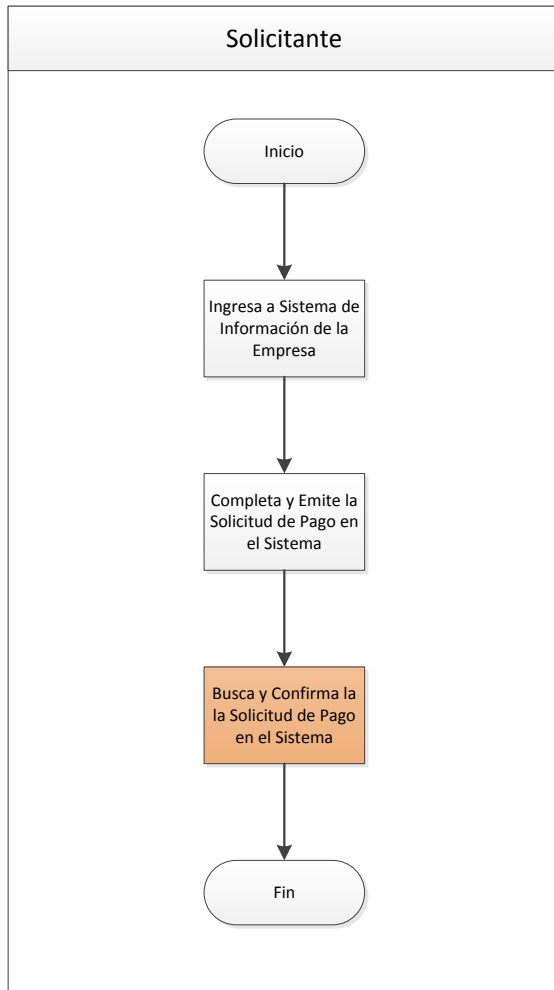 Solicitante
Inicio
Ingresa a Sistema de
Información de la
Empresa
Completa y Emite la
Solicitud de Pago en
el Sistema
Busca y Confirma la
la Solicitud de Pago
en el Sistema
Fin